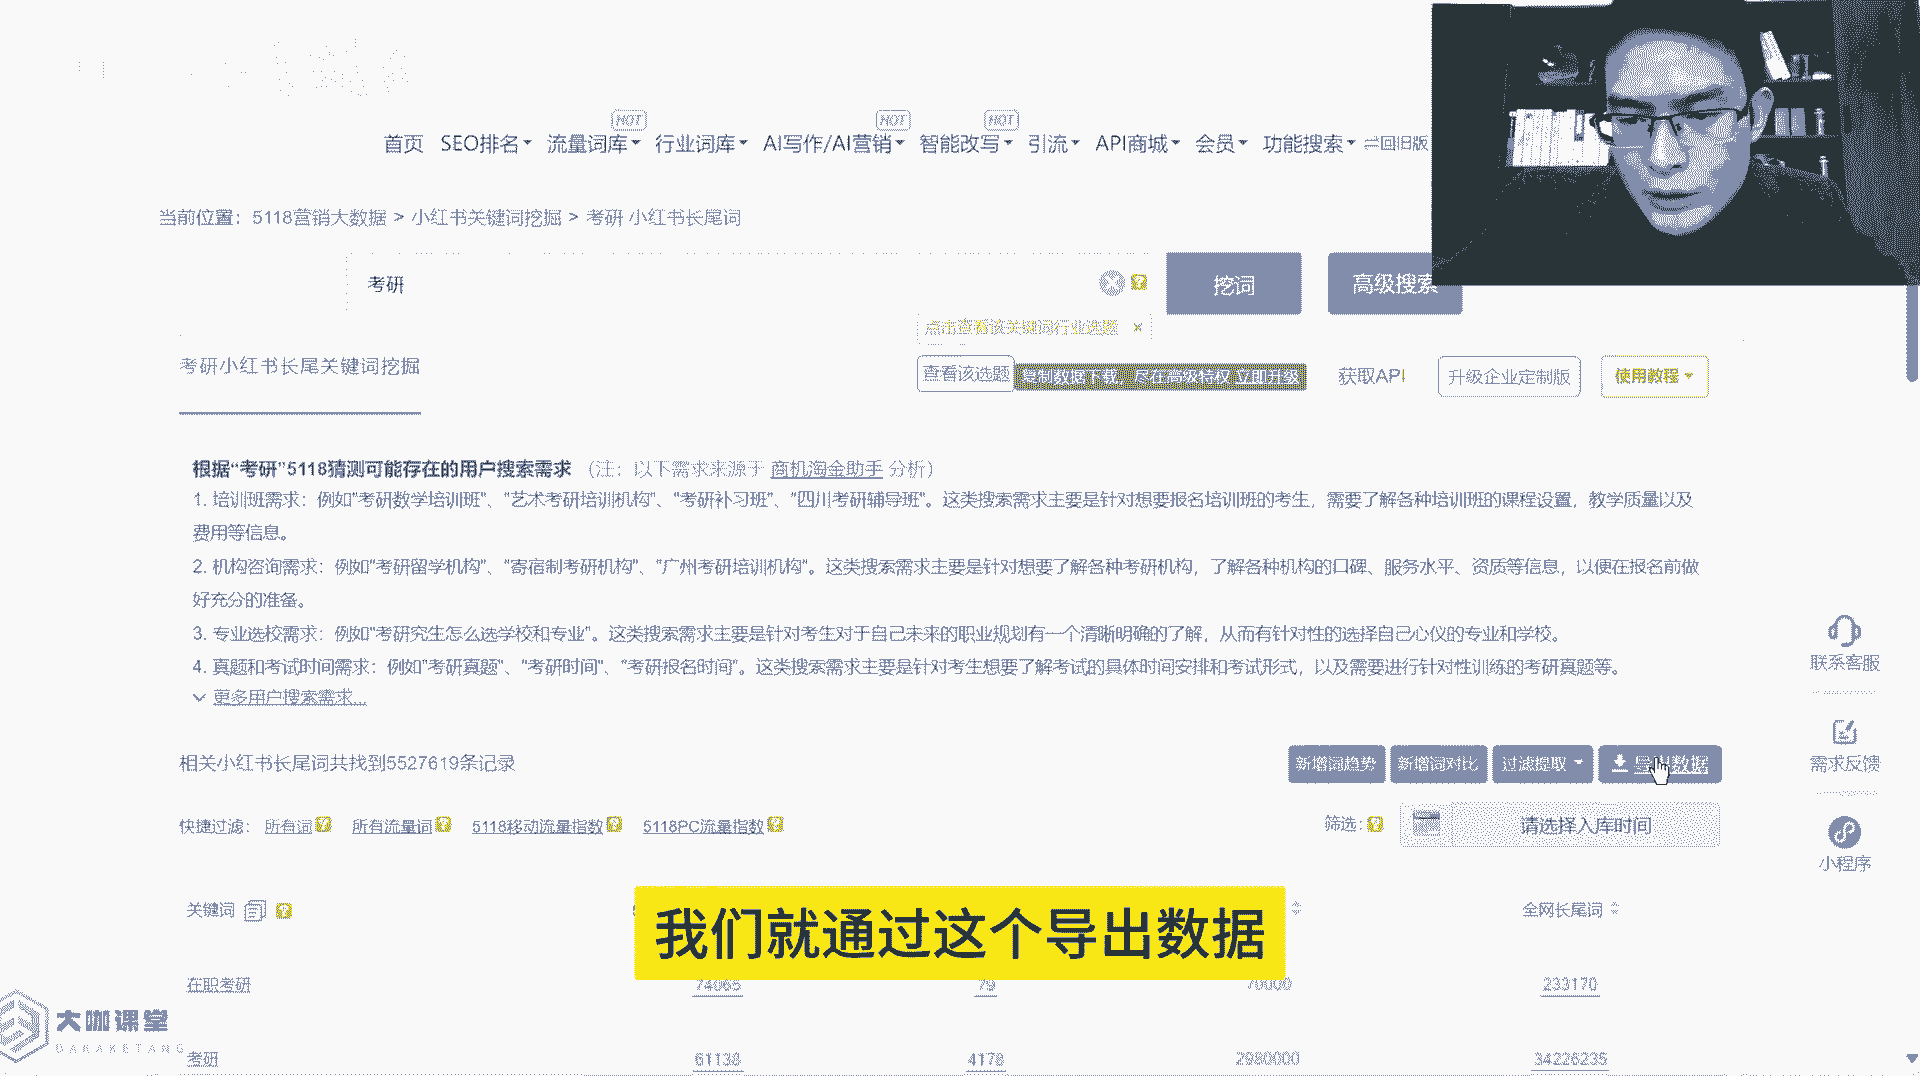 HOT
HOT
HOT
首页 SEO排名 流量词库 行业词库 AI写作/AI营销 智能改写 引流 API商城 会员 功能搜索 回旧版
当前位置：5118营销大数据 > 小红书关键词挖掘 > 考研 小红书长尾词
考研
挖词
高级搜索
点击查看该关键词行业选题 ×
考研小红书长尾关键词挖掘
查看该选题
复制数据下载，尽在高级特权 立即升级
获取API
升级企业定制版
使用教程
根据“考研”5118猜测可能存在的用户搜索需求 （注：以下需求来源于 商机淘金助手 分析）
1. 培训班需求：例如"考研数学培训班"、"艺术考研培训机构"、"考研补习班"、"四川考研辅导班"。这类搜索需求主要是针对想要报名培训班的考生，需要了解各种培训班的课程设置，教学质量以及
费用等信息。
2. 机构咨询需求：例如"考研留学机构"、"寄宿制考研机构"、"广州考研培训机构"。这类搜索需求主要是针对想要了解各种考研机构，了解各种机构的口碑、服务水平、资质等信息，以便在报名前做
好充分的准备。
3. 专业选校需求：例如"考研究生怎么选学校和专业"。这类搜索需求主要是针对考生对于自己未来的职业规划有一个清晰明确的了解，从而有针对性的选择自己心仪的专业和学校。
4. 真题和考试时间需求：例如"考研真题"、"考研时间"、"考研报名时间"。这类搜索需求主要是针对考生想要了解考试的具体时间安排和考试形式，以及需要进行针对性训练的考研真题等。
更多用户搜索需求...
联系客服
需求反馈
小程序
相关小红书长尾词共找到5527619条记录
新增词趋势 新增词对比 过滤提取 导出数据
快捷过滤： 所有词 所有流量词 5118移动流量指数 5118PC流量指数
筛选: 请选择入库时间
关键词
全网长尾词
我们就通过这个导出数据
在职考研 74065 79 70000 233170
考研 61138 4178 2980000 34226235
大咖课堂
DAKAKETANG